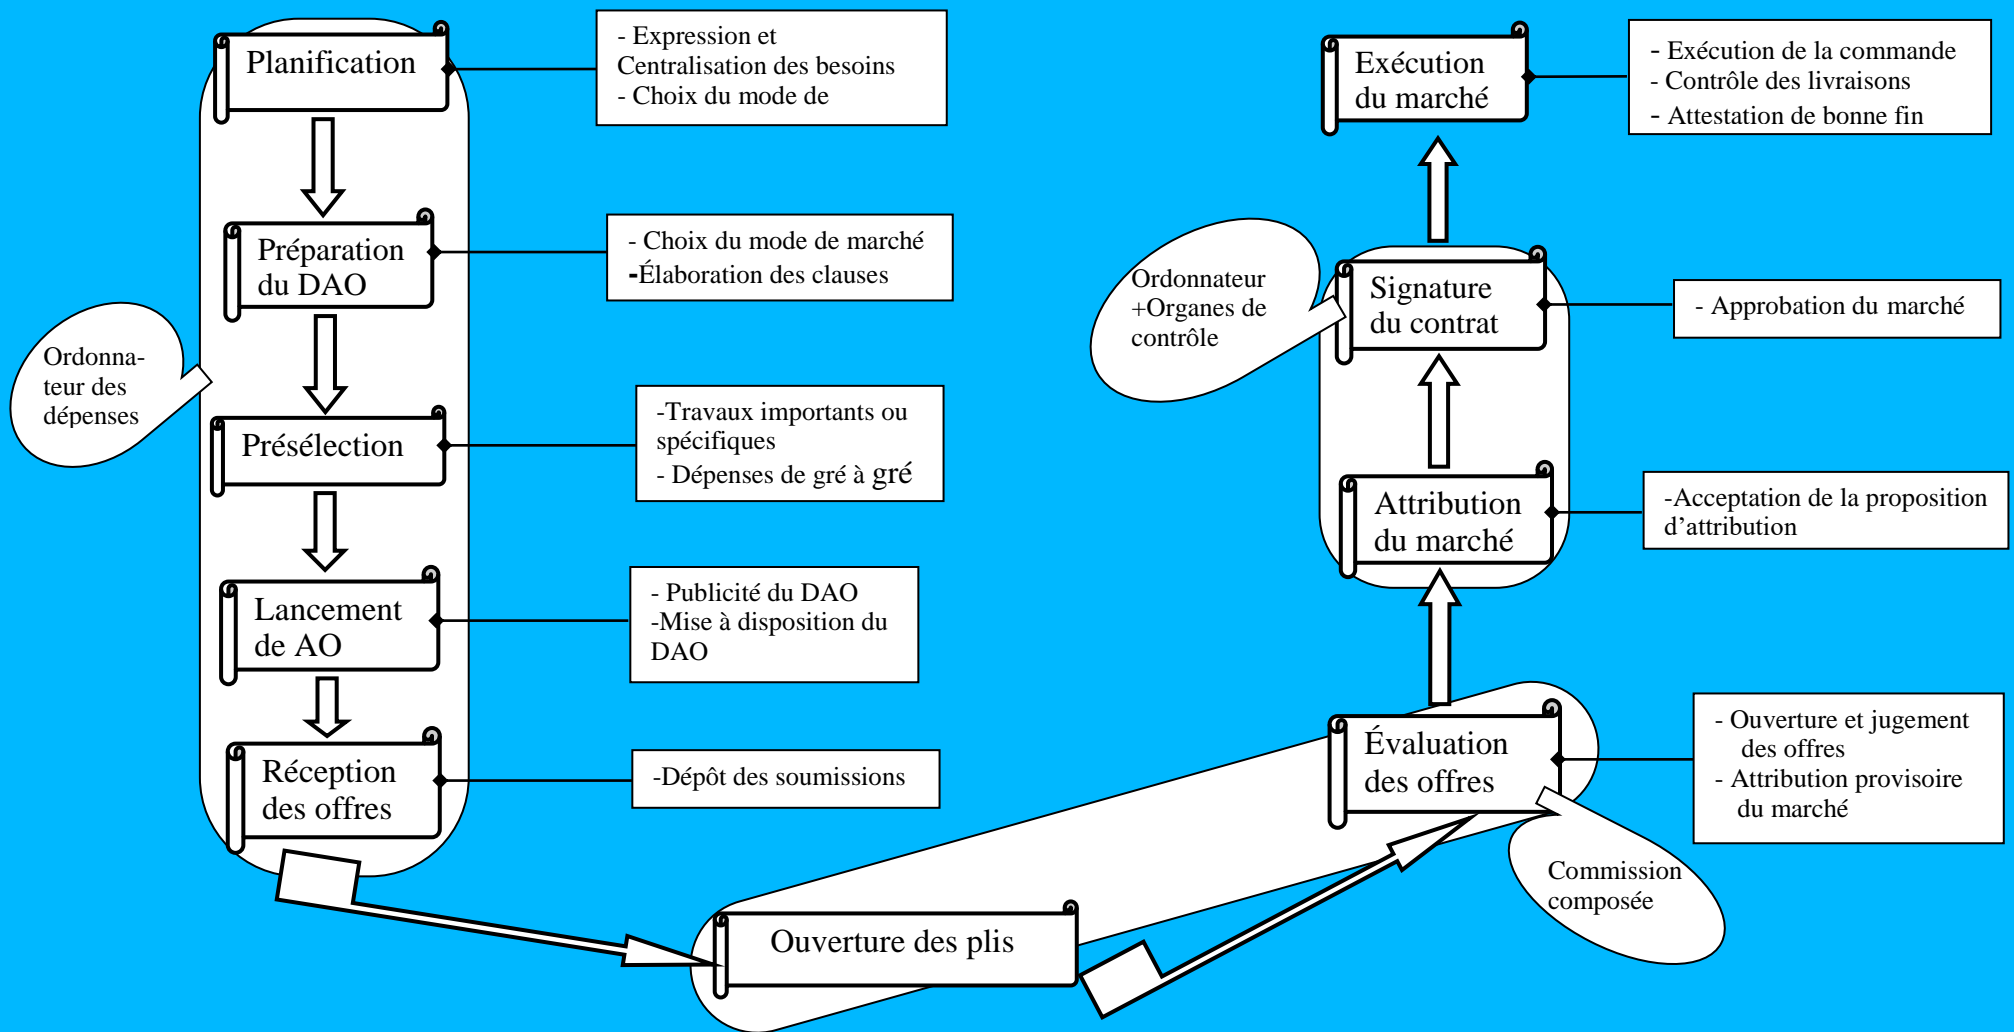 Planification
- Expression et
Centralisation des besoins
- Choix du mode de
Préparation
du DAO
- Choix du mode de marché
-Élaboration des clauses
Ordonna-
teur des
dépenses
Présélection
-Travaux importants ou
spécifiques
- Dépenses de gré à gré
Lancement
de AO
- Publicité du DAO
-Mise à disposition du
DAO
Réception
des offres
-Dépôt des soumissions
Ouverture des plis
Évaluation
des offres
- Ouverture et jugement
des offres
- Attribution provisoire
du marché
Commission
composée
Attribution
du marché
-Acceptation de la proposition
d’attribution
Signature
du contrat
- Approbation du marché
Ordonnateur
+Organes de
contrôle
Exécution
du marché
- Exécution de la commande
- Contrôle des livraisons
- Attestation de bonne fin